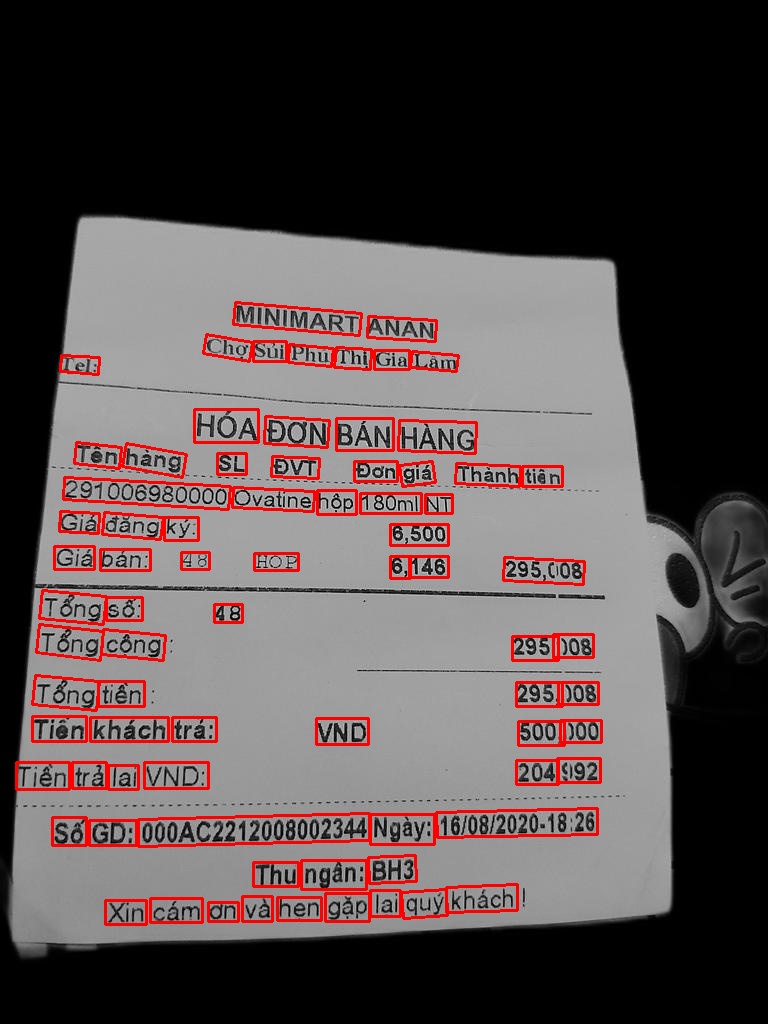 MINIMART ANAN
Chợ Sủi Phú Thị Gia Lâm
Tel:
HÓA ĐƠN BÁN HÀNG
Tên hàng SL ĐVT Đơn giá Thành tiền
291006980000 Ovatine hộp 180ml NT
Giá đăng ký: 6,500
Giá bán: 48 HOP 6,146 295,008
Tổng số: 48
Tổng cộng : 295,008
Tổng tiền : 295,008
Tiền khách trả: VND 500,000
Tiền trả lại VND: 204,992
Số GD: 000AC2212008002344 Ngày: 16/08/2020-18:26
Thu ngân: BH3
Xin cám ơn và hẹn gặp lại quý khách !